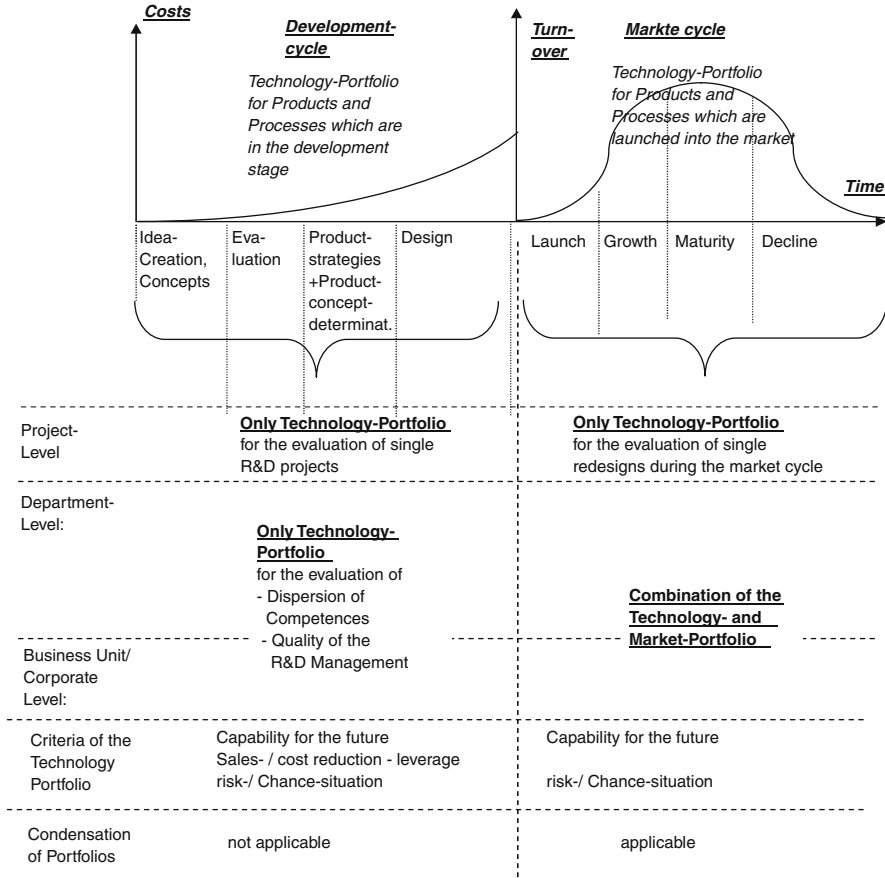 Costs
Development-
cycle
Technology-Portfolio
for Products and
Processes which are
in the development
stage
Turn-
over
Markte cycle
Technology-Portfolio
for Products and
Processes which are
launched into the market
Time
Idea-
Creation,
Concepts
Eva-
luation
Product-
strategies
+Product-
concept-
determinat.
Design
Launch
Growth
Maturity
Decline
Project-
Level
Only Technology-Portfolio
for the evaluation of single
R&D projects
Only Technology-Portfolio
for the evaluation of single
redesigns during the market cycle
Department-
Level:
Only Technology-
Portfolio
for the evaluation of
- Dispersion of
Competences
- Quality of the
R&D Management
Combination of the
Technology- and
Market-Portfolio
Business Unit/
Corporate
Level:
Criteria of the
Technology
Portfolio
Capability for the future
Sales- / cost reduction - leverage
risk-/ Chance-situation
Capability for the future
risk-/ Chance-situation
Condensation
of Portfolios
not applicable
applicable